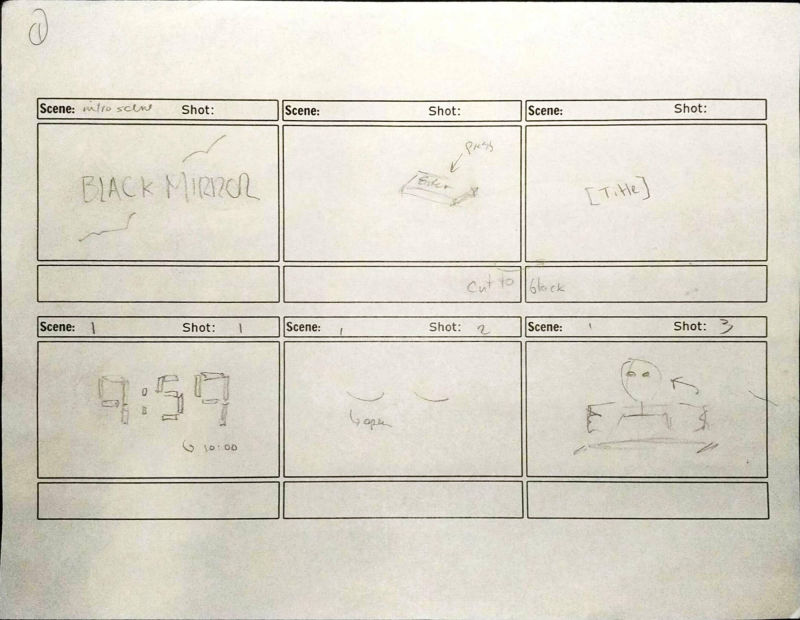 1
Scene: intro scene Shot:
Scene: Shot:
Scene: Shot:
BLACK MIRROR
press
Enter
[Title]
cut to black
Scene: 1 Shot: 1
Scene: 1 Shot: 2
Scene: 1 Shot: 3
9:59
10:00
open